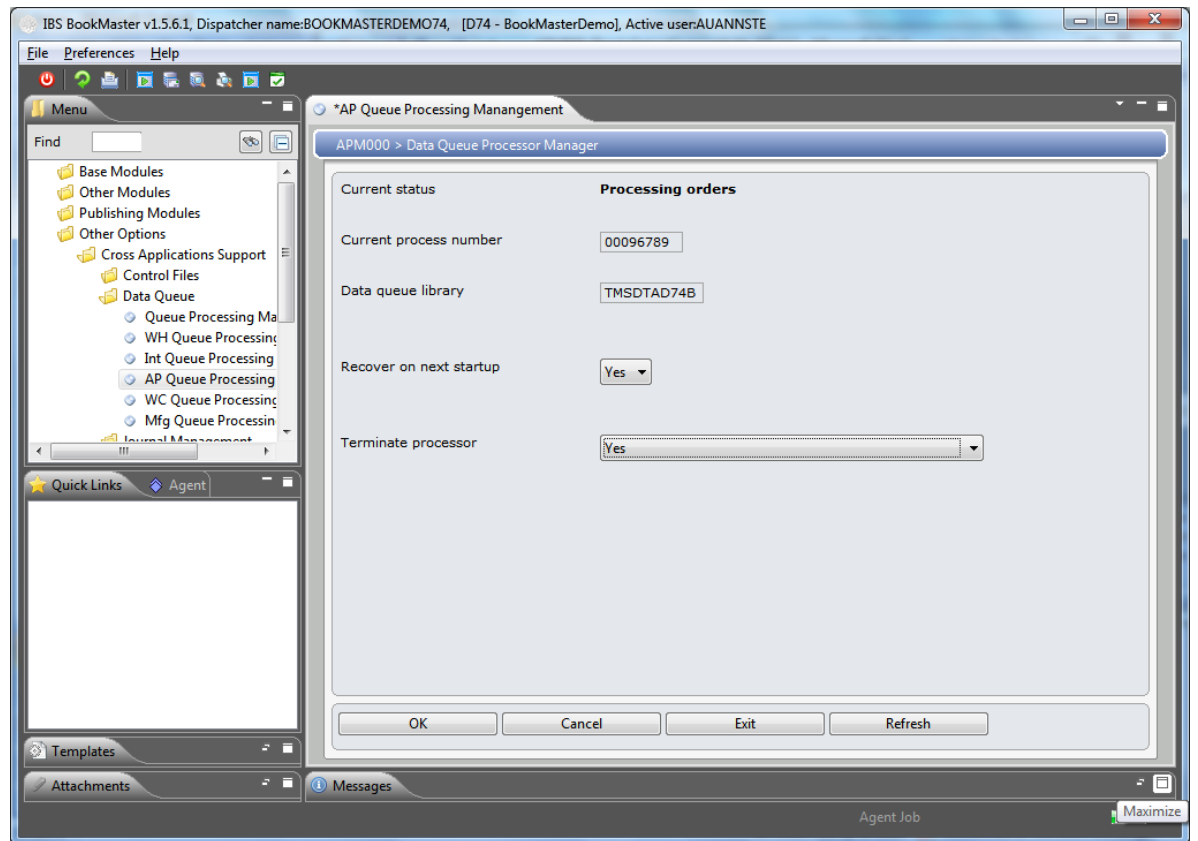 IBS BookMaster v1.5.6.1, Dispatcher name:BOOKMASTERDEMO74, [D74 - BookMasterDemo], Active user:AUANNSTE
File Preferences Help
Menu
Find
Base Modules
Other Modules
Publishing Modules
Other Options
Cross Applications Support
Control Files
Data Queue
Queue Processing Ma
WH Queue Processing
Int Queue Processing
AP Queue Processing
WC Queue Processing
Mfg Queue Processin
Journal Management
Quick Links Agent
Templates
Attachments
*AP Queue Processing Manangement
APM000 > Data Queue Processor Manager
Current status Processing orders
Current process number 00096789
Data queue library TMSDTAD74B
Recover on next startup Yes
Terminate processor Yes
OK Cancel Exit Refresh
Messages
Agent Job
Maximize